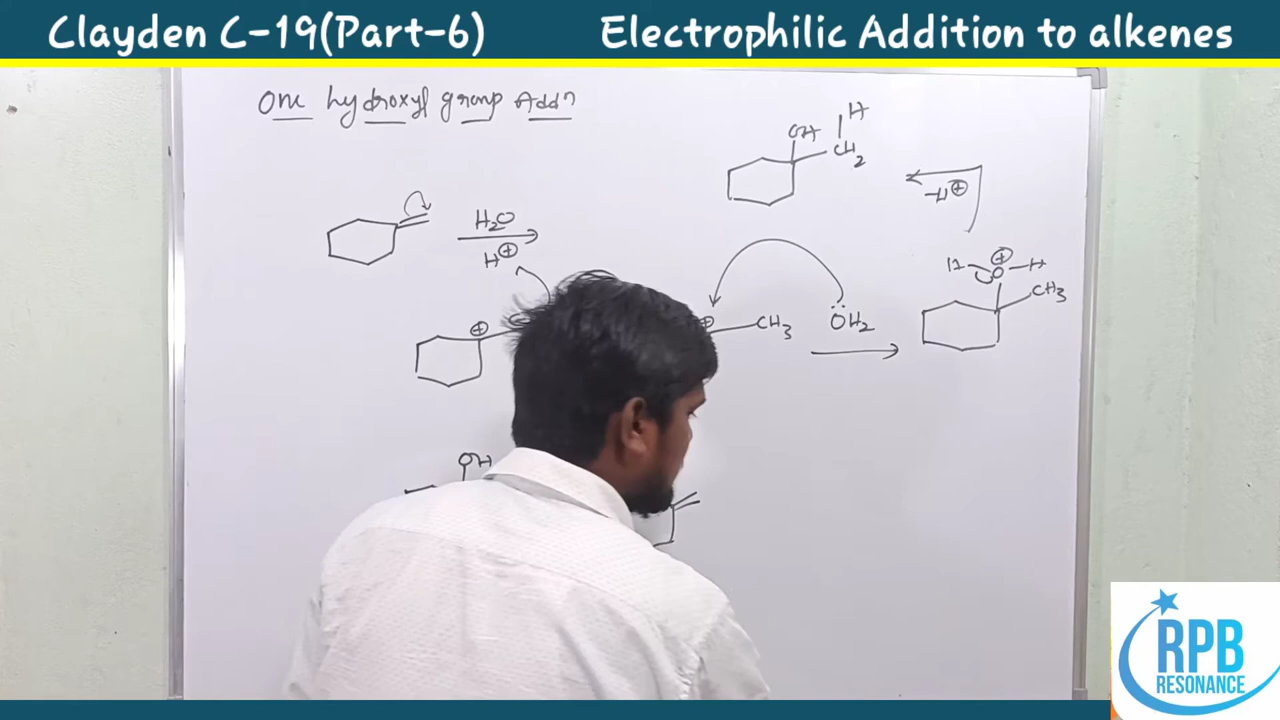 Clayden C-19(Part-6) Electrophilic Addition to alkenes
One hydroxyl group Addn
OH H
CH2
-H⊕
H2O
H⊕
H O⊕ H
CH3
⊕
⊕ CH3 ÖH2
OH
RPB
RESONANCE